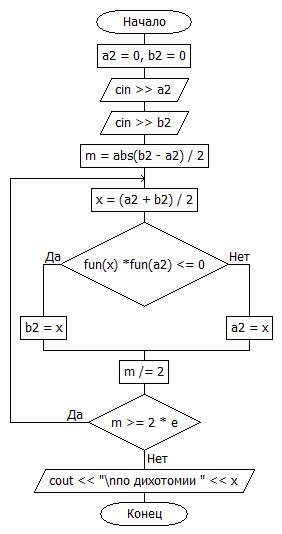 Начало
a2 = 0, b2 = 0
cin >> a2
cin >> b2
m = abs(b2 - a2) / 2
x = (a2 + b2) / 2
Да
Нет
fun(x) *fun(a2) <= 0
b2 = x
a2 = x
m /= 2
Да
m >= 2 * e
Нет
cout << "\nпо дихотомии " << x
Конец